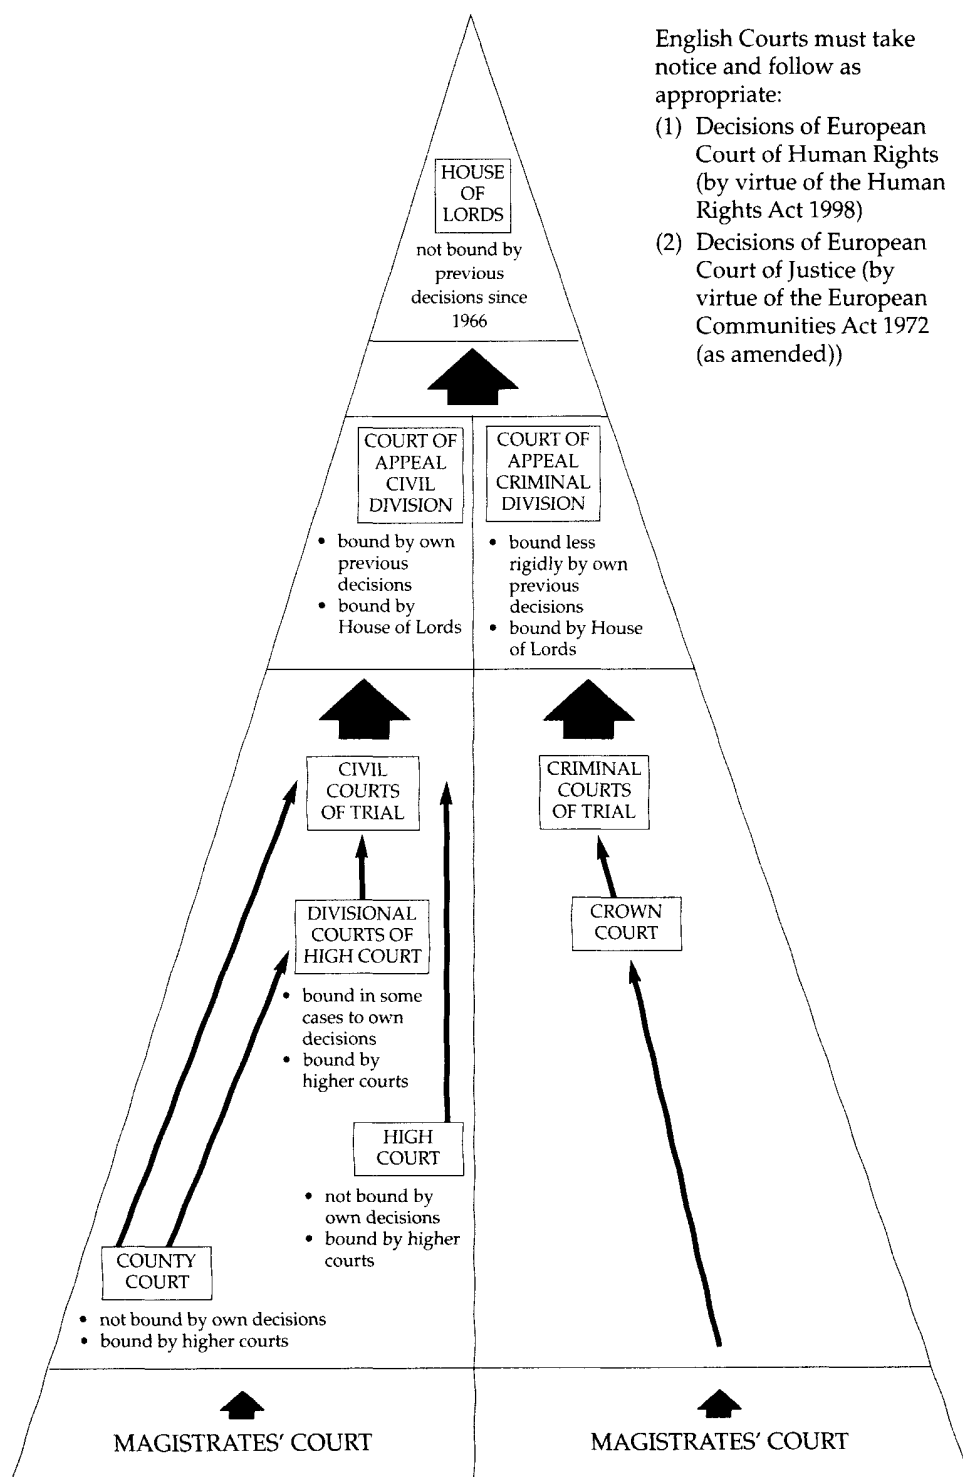 English Courts must take
notice and follow as
appropriate:
(1) Decisions of European
Court of Human Rights
(by virtue of the Human
Rights Act 1998)
(2) Decisions of European
Court of Justice (by
virtue of the European
Communities Act 1972
(as amended))
HOUSE
OF
LORDS
not bound by
previous
decisions since
1966
COURT OF
APPEAL
CIVIL
DIVISION
• bound by own
previous
decisions
• bound by
House of Lords
COURT OF
APPEAL
CRIMINAL
DIVISION
• bound less
rigidly by own
previous
decisions
• bound by House
of Lords
CIVIL
COURTS
OF TRIAL
CRIMINAL
COURTS
OF TRIAL
DIVISIONAL
COURTS OF
HIGH COURT
• bound in some
cases to own
decisions
• bound by
higher courts
CROWN
COURT
HIGH
COURT
• not bound by
own decisions
• bound by higher
courts
COUNTY
COURT
• not bound by own decisions
• bound by higher courts
MAGISTRATES' COURT
MAGISTRATES' COURT